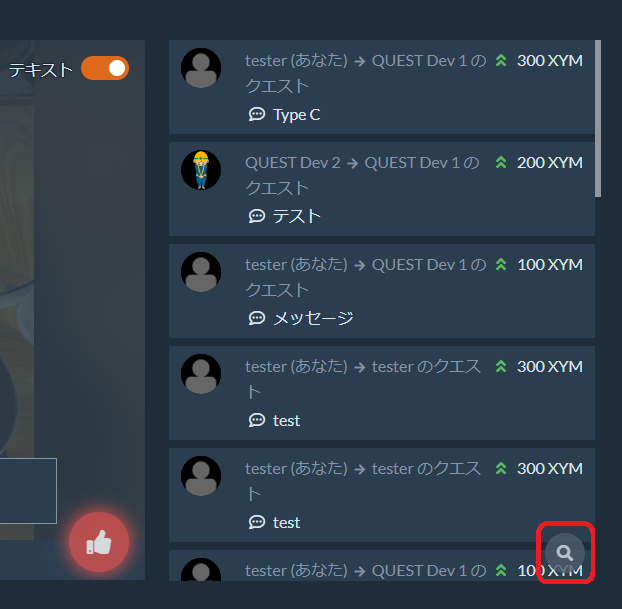 テキスト
tester (あなた) → QUEST Dev 1 の 300 XYM
クエスト
Type C
QUEST Dev 2 → QUEST Dev 1 の 200 XYM
クエスト
テスト
tester (あなた) → QUEST Dev 1 の 100 XYM
クエスト
メッセージ
tester (あなた) → tester のクエス 300 XYM
ト
test
tester (あなた) → tester のクエス 300 XYM
ト
test
tester (あなた) → QUEST Dev 1 の 100 XYM